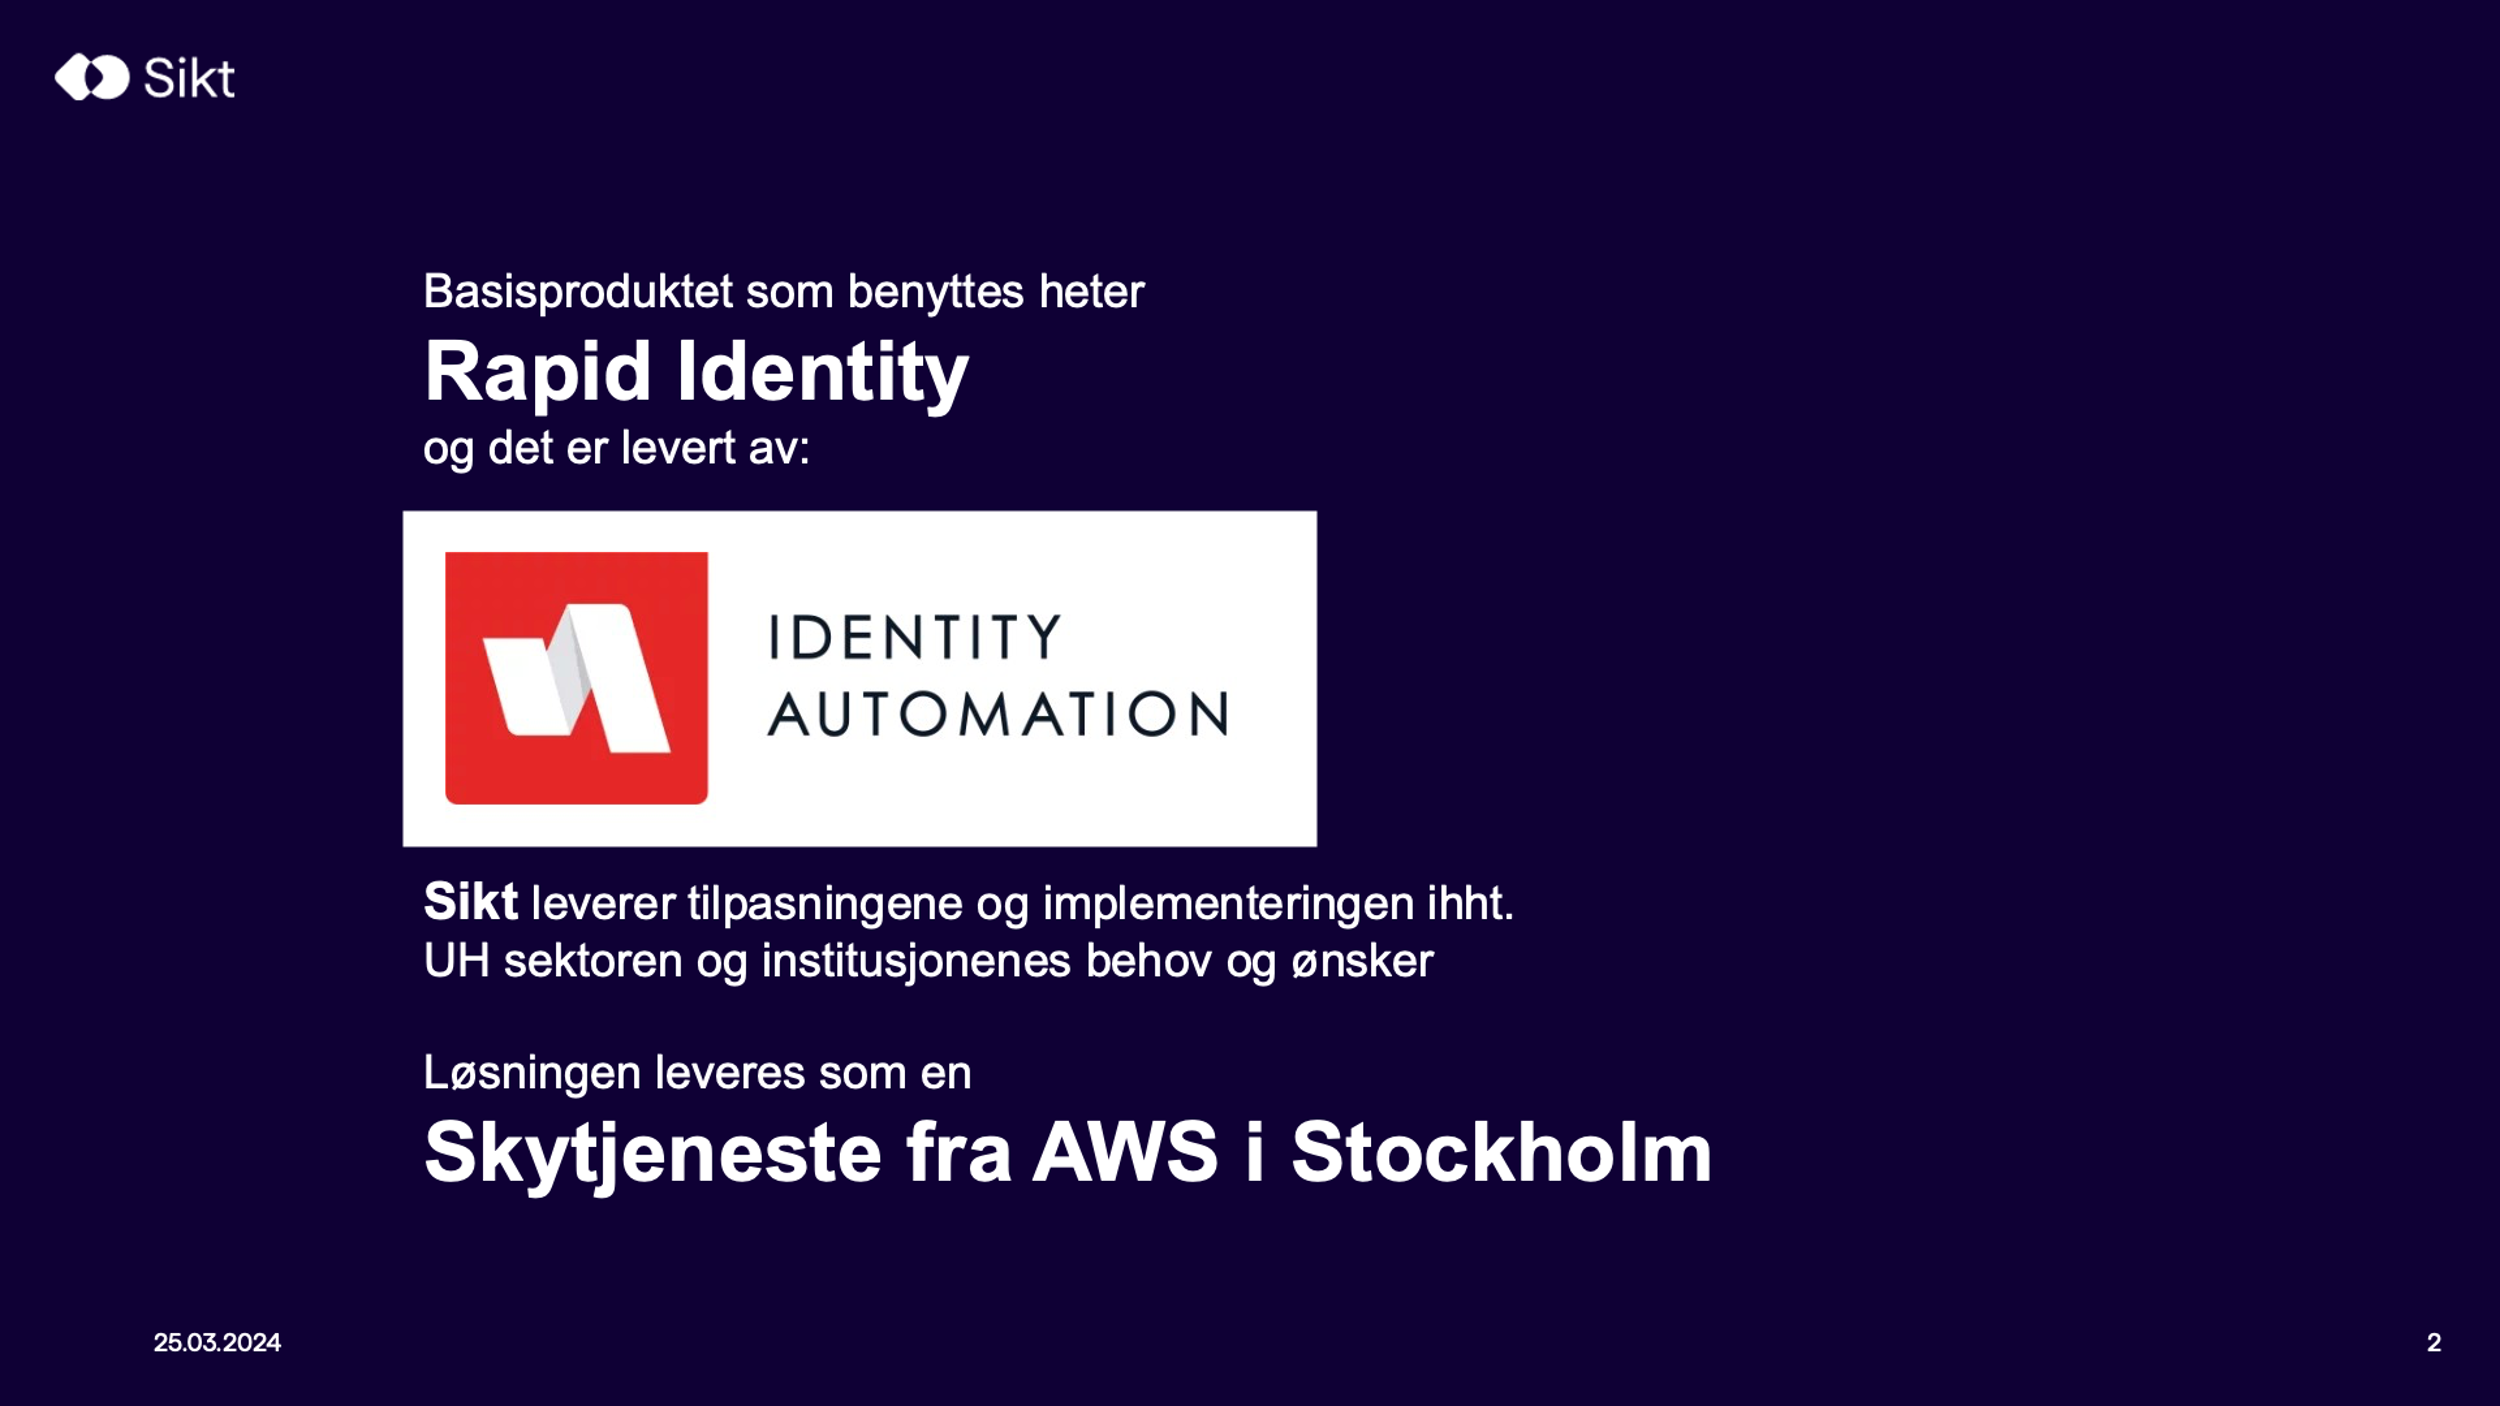 Sikt
Basisproduktet som benyttes heter
Rapid Identity
og det er levert av:
IDENTITY
AUTOMATION
Sikt leverer tilpasningene og implementeringen ihht.
UH sektoren og institusjonenes behov og ønsker
Løsningen leveres som en
Skytjeneste fra AWS i Stockholm
25.03.2024
2